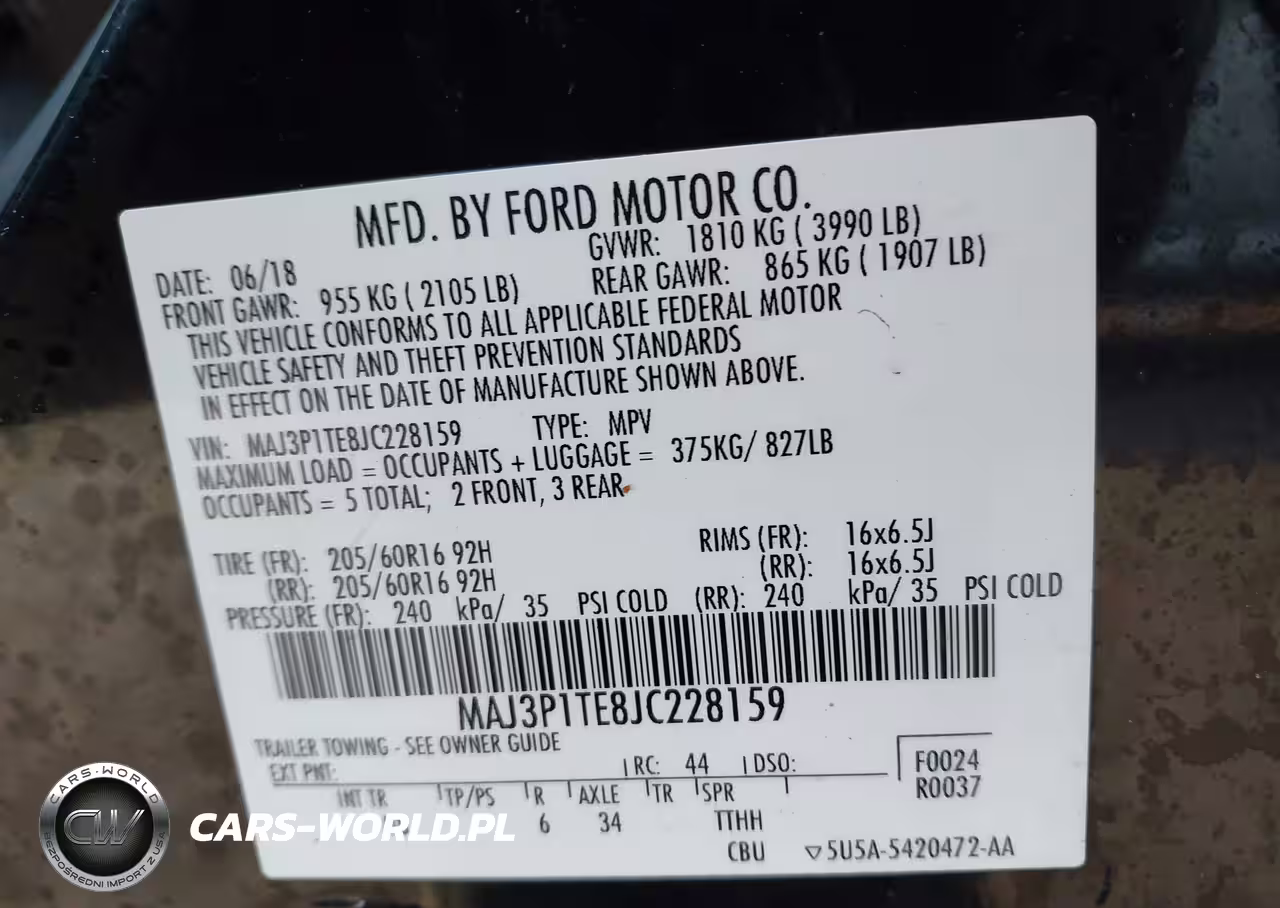 MFD. BY FORD MOTOR CO.
DATE: 06/18 GVWR: 1810 KG ( 3990 LB)
FRONT GAWR: 955 KG ( 2105 LB) REAR GAWR: 865 KG ( 1907 LB)
THIS VEHICLE CONFORMS TO ALL APPLICABLE FEDERAL MOTOR
VEHICLE SAFETY AND THEFT PREVENTION STANDARDS
IN EFFECT ON THE DATE OF MANUFACTURE SHOWN ABOVE.
VIN: MAJ3P1TE8JC228159 TYPE: MPV
MAXIMUM LOAD = OCCUPANTS + LUGGAGE = 375KG/ 827LB
OCCUPANTS = 5 TOTAL; 2 FRONT, 3 REAR
TIRE (FR): 205/60R16 92H RIMS (FR): 16x6.5J
(RR): 205/60R16 92H (RR): 16x6.5J
PRESSURE (FR): 240 kPa/ 35 PSI COLD (RR): 240 kPa/ 35 PSI COLD
MAJ3P1TE8JC228159
TRAILER TOWING - SEE OWNER GUIDE
EXT PNT: RC: 44 DSO: F0024
R0037
INT TR TP/PS R AXLE TR SPR
6 34 TTHH
CBU 5U5A-5420472-AA
CARS-WORLD
CW
BEZPOŚREDNI IMPORT Z USA
CARS-WORLD.PL